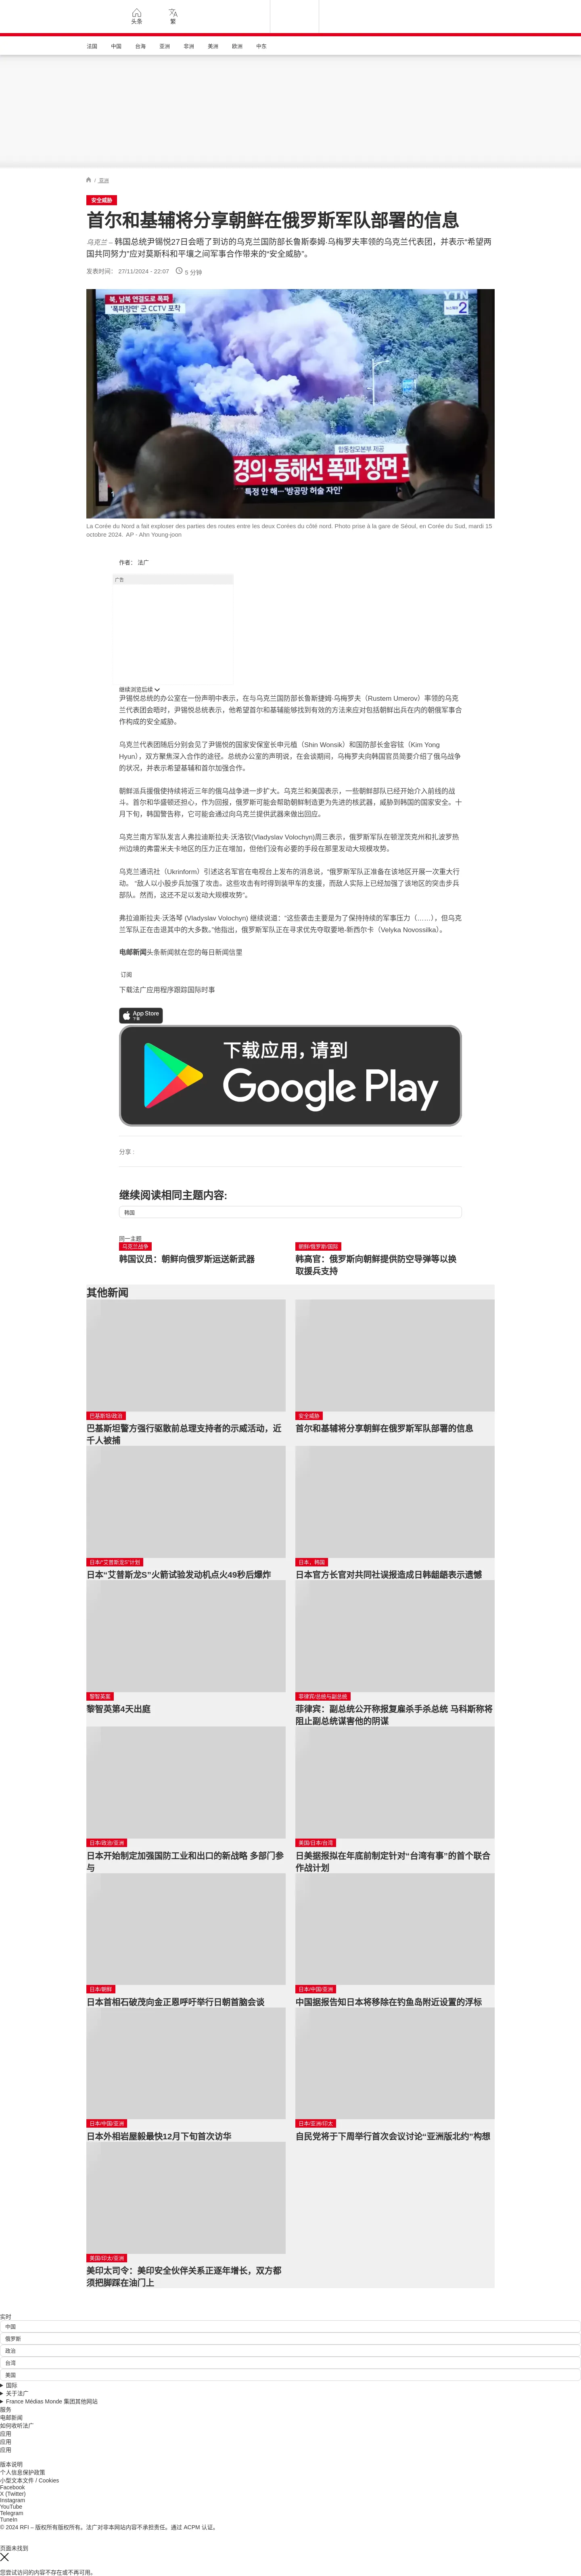 头条
繁
法国
中国
台海
亚洲
非洲
美洲
欧洲
中东
/ 亚洲
安全威胁
首尔和基辅将分享朝鲜在俄罗斯军队部署的信息
乌克兰 – 韩国总统尹锡悦27日会晤了到访的乌克兰国防部长鲁斯泰姆·乌梅罗夫率领的乌克兰代表团，并表示“希望两
国共同努力”应对莫斯科和平壤之间军事合作带来的“安全威胁”。
发表时间： 27/11/2024 - 22:07
5 分钟
YTN
2
북, 남북 연결도로 폭파
'폭파장면' 군 CCTV 포착
합동참모본부 제공
경의·동해선 폭파 장면
특정 안 해…'방공망 허술 자인'
La Corée du Nord a fait exploser des parties des routes entre les deux Corées du côté nord. Photo prise à la gare de Séoul, en Corée du Sud, mardi 15
octobre 2024. AP - Ahn Young-joon
作者： 法广
广告
继续浏览后续
尹锡悦总统的办公室在一份声明中表示，在与乌克兰国防部长鲁斯捷姆·乌梅罗夫（Rustem Umerov）率领的乌克
兰代表团会晤时，尹锡悦总统表示，他希望首尔和基辅能够找到有效的方法来应对包括朝鲜出兵在内的朝俄军事合
作构成的安全威胁。
乌克兰代表团随后分别会见了尹锡悦的国家安保室长申元植（Shin Wonsik）和国防部长金容铉（Kim Yong
Hyun），双方聚焦深入合作的途径。总统办公室的声明说，在会谈期间，乌梅罗夫向韩国官员简要介绍了俄乌战争
的状况，并表示希望基辅和首尔加强合作。
朝鲜派兵援俄使持续将近三年的俄乌战争进一步扩大。乌克兰和美国表示，一些朝鲜部队已经开始介入前线的战
斗。首尔和华盛顿还担心，作为回报，俄罗斯可能会帮助朝鲜制造更为先进的核武器，威胁到韩国的国家安全。十
月下旬，韩国警告称，它可能会通过向乌克兰提供武器来做出回应。
乌克兰南方军队发言人弗拉迪斯拉夫·沃洛钦(Vladyslav Volochyn)周三表示，俄罗斯军队在顿涅茨克州和扎波罗热
州边境的弗雷米夫卡地区的压力正在增加，但他们没有必要的手段在那里发动大规模攻势。
乌克兰通讯社（Ukrinform）引述这名军官在电视台上发布的消息说，“俄罗斯军队正准备在该地区开展一次重大行
动。 “敌人以小股步兵加强了攻击。这些攻击有时得到装甲车的支援，而敌人实际上已经加强了该地区的突击步兵
部队。然而，这还不足以发动大规模攻势”。
弗拉迪斯拉夫·沃洛琴 (Vladyslav Volochyn) 继续说道：“这些袭击主要是为了保持持续的军事压力（……），但乌克
兰军队正在击退其中的大多数。”他指出，俄罗斯军队正在寻求优先夺取要地-新西尔卡（Velyka Novossilka）。
电邮新闻头条新闻就在您的每日新闻信里
订阅
下载法广应用程序跟踪国际时事
App Store
下载
下载应用，请到
Google Play
分享 :
继续阅读相同主题内容:
韩国
同一主题
乌克兰战争
韩国议员：朝鲜向俄罗斯运送新武器
朝鲜/俄罗斯/国际
韩高官：俄罗斯向朝鲜提供防空导弹等以换
取援兵支持
其他新闻
巴基斯坦/政治
巴基斯坦警方强行驱散前总理支持者的示威活动，近
千人被捕
安全威胁
首尔和基辅将分享朝鲜在俄罗斯军队部署的信息
日本/“艾普斯龙S”计划
日本“艾普斯龙S”火箭试验发动机点火49秒后爆炸
日本、韩国
日本官方长官对共同社误报造成日韩龃龉表示遗憾
黎智英案
黎智英第4天出庭
菲律宾/总统与副总统
菲律宾：副总统公开称报复雇杀手杀总统 马科斯称将
阻止副总统谋害他的阴谋
日本/政治/亚洲
日本开始制定加强国防工业和出口的新战略 多部门参
与
美国/日本/台湾
日美据报拟在年底前制定针对“台湾有事”的首个联合
作战计划
日本/朝鲜
日本首相石破茂向金正恩呼吁举行日朝首脑会谈
日本/中国/亚洲
中国据报告知日本将移除在钓鱼岛附近设置的浮标
日本/中国/亚洲
日本外相岩屋毅最快12月下旬首次访华
日本/亚洲/印太
自民党将于下周举行首次会议讨论“亚洲版北约”构想
美国/印太/亚洲
美印太司令：美印安全伙伴关系正逐年增长，双方都
须把脚踩在油门上
实时
中国
俄罗斯
政治
台湾
美国
国际
关于法广
France Médias Monde 集团其他网站
服务
电邮新闻
如何收听法广
应用
应用
应用
版本说明
个人信息保护政策
小型文本文件 / Cookies
Facebook
X (Twitter)
Instagram
YouTube
Telegram
TuneIn
© 2024 RFI – 版权所有版权所有。法广对非本网站内容不承担责任。通过 ACPM 认证。
页面未找到
您尝试访问的内容不存在或不再可用。